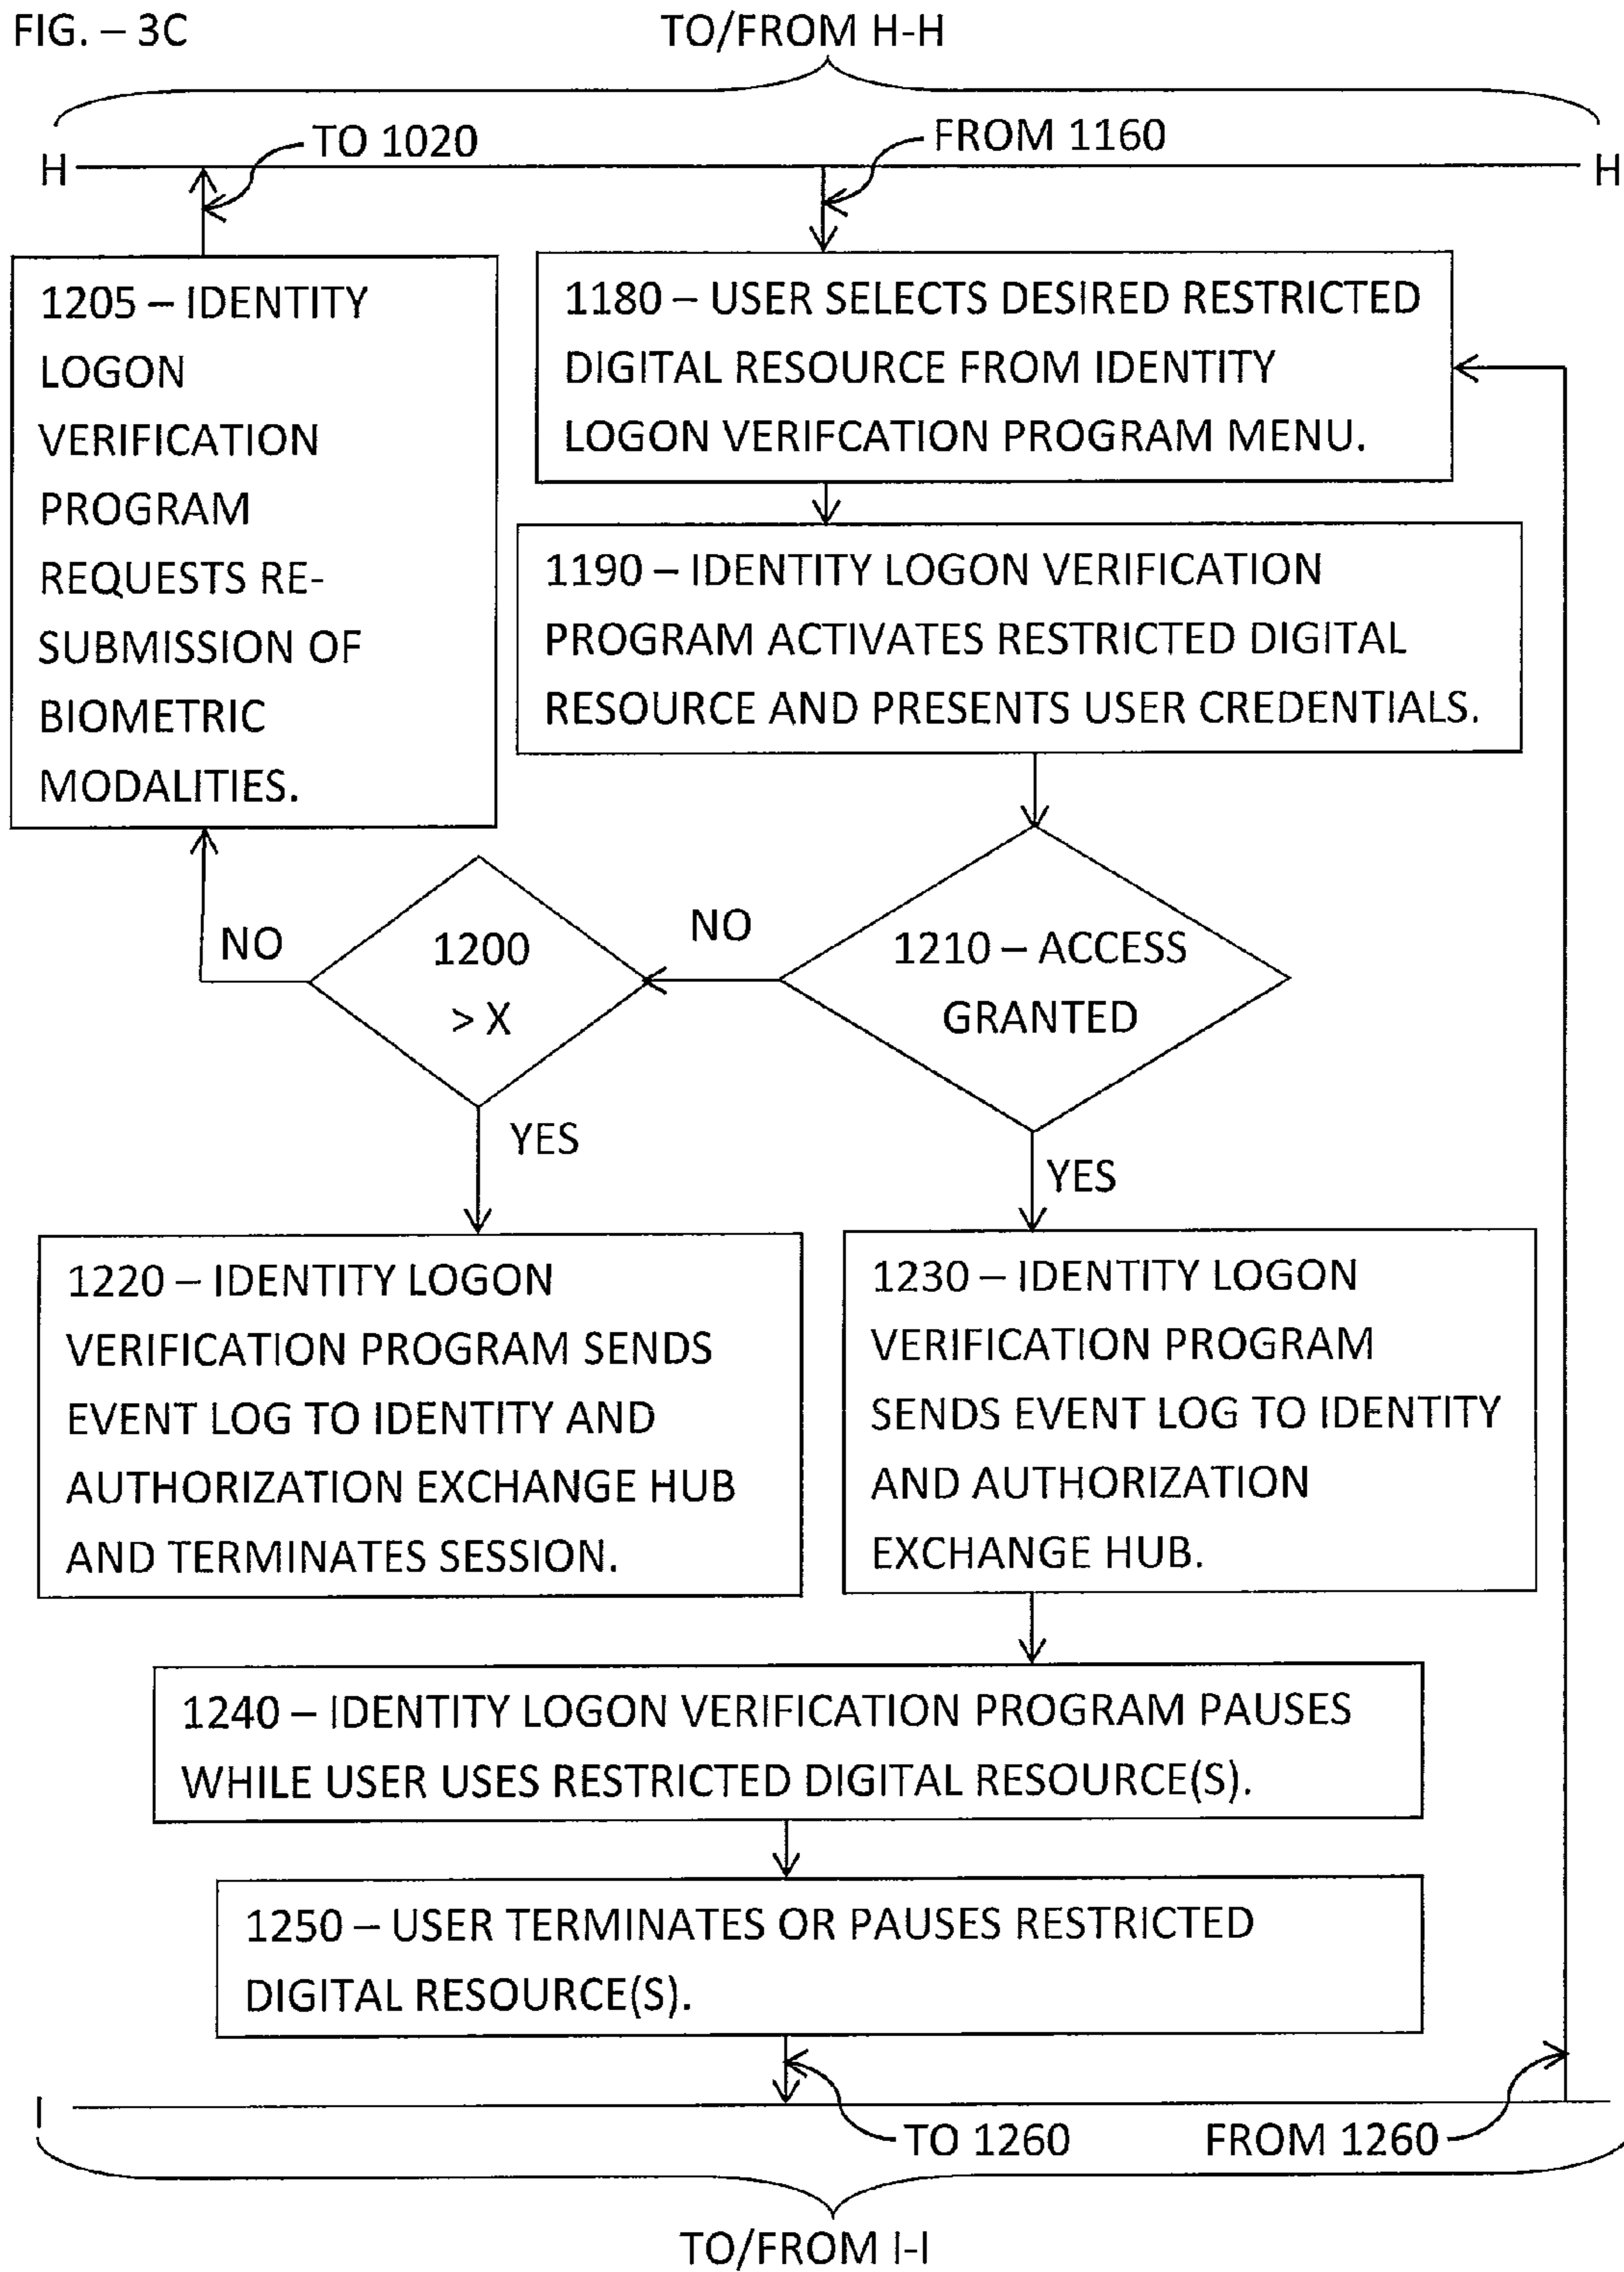 FIG. – 3C
TO/FROM H-H
TO 1020
FROM 1160
H
H
1205 – IDENTITY
LOGON
VERIFICATION
PROGRAM
REQUESTS RE-
SUBMISSION OF
BIOMETRIC
MODALITIES.
1180 – USER SELECTS DESIRED RESTRICTED
DIGITAL RESOURCE FROM IDENTITY
LOGON VERIFCATION PROGRAM MENU.
1190 – IDENTITY LOGON VERIFICATION
PROGRAM ACTIVATES RESTRICTED DIGITAL
RESOURCE AND PRESENTS USER CREDENTIALS.
NO
1200
> X
NO
1210 – ACCESS
GRANTED
YES
YES
1220 – IDENTITY LOGON
VERIFICATION PROGRAM SENDS
EVENT LOG TO IDENTITY AND
AUTHORIZATION EXCHANGE HUB
AND TERMINATES SESSION.
1230 – IDENTITY LOGON
VERIFICATION PROGRAM
SENDS EVENT LOG TO IDENTITY
AND AUTHORIZATION
EXCHANGE HUB.
1240 – IDENTITY LOGON VERIFICATION PROGRAM PAUSES
WHILE USER USES RESTRICTED DIGITAL RESOURCE(S).
1250 – USER TERMINATES OR PAUSES RESTRICTED
DIGITAL RESOURCE(S).
I
TO 1260
FROM 1260
TO/FROM I-I